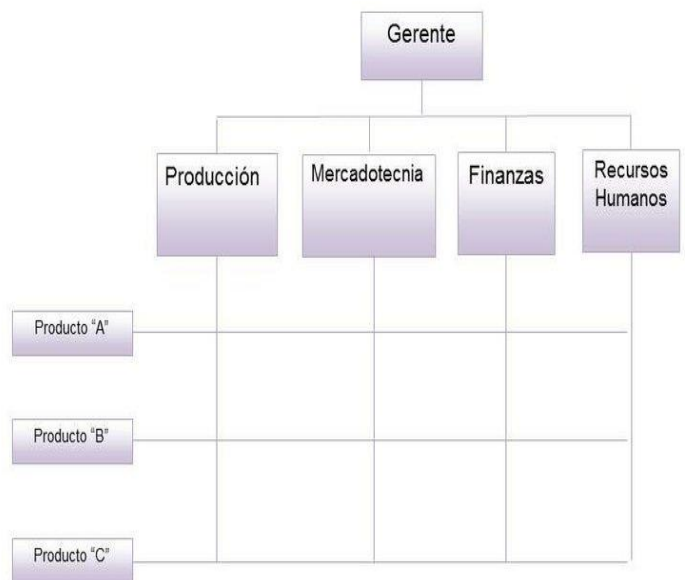 Gerente
Producción
Mercadotecnia
Finanzas
Recursos
Humanos
Producto “A”
Producto “B”
Producto “C”